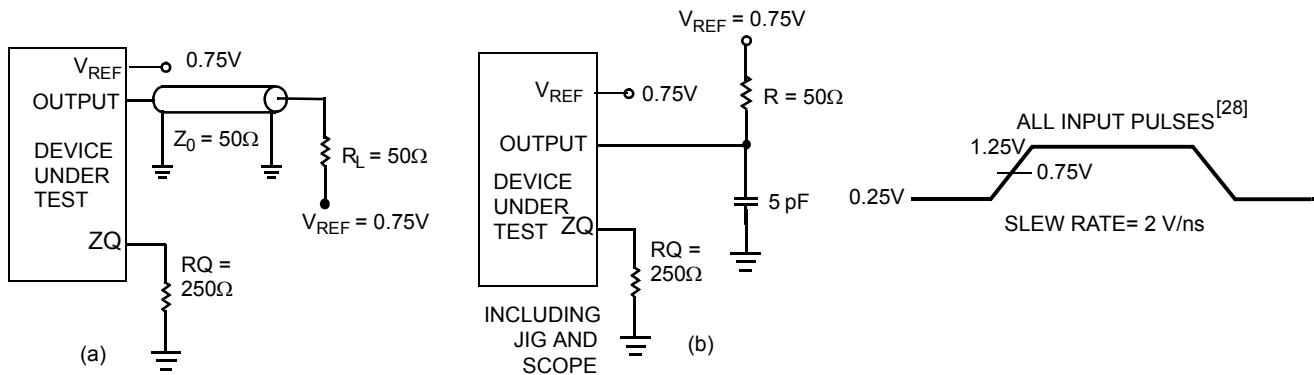 V_REF
0.75V
OUTPUT
Z_0 = 50Ω
DEVICE
UNDER
TEST
R_L = 50Ω
V_REF = 0.75V
ZQ
RQ =
250Ω
(a)
V_REF = 0.75V
R = 50Ω
V_REF
0.75V
OUTPUT
DEVICE
UNDER
TEST
ZQ
5 pF
RQ =
250Ω
INCLUDING
JIG AND
SCOPE
(b)
ALL INPUT PULSES[28]
1.25V
0.75V
0.25V
SLEW RATE= 2 V/ns